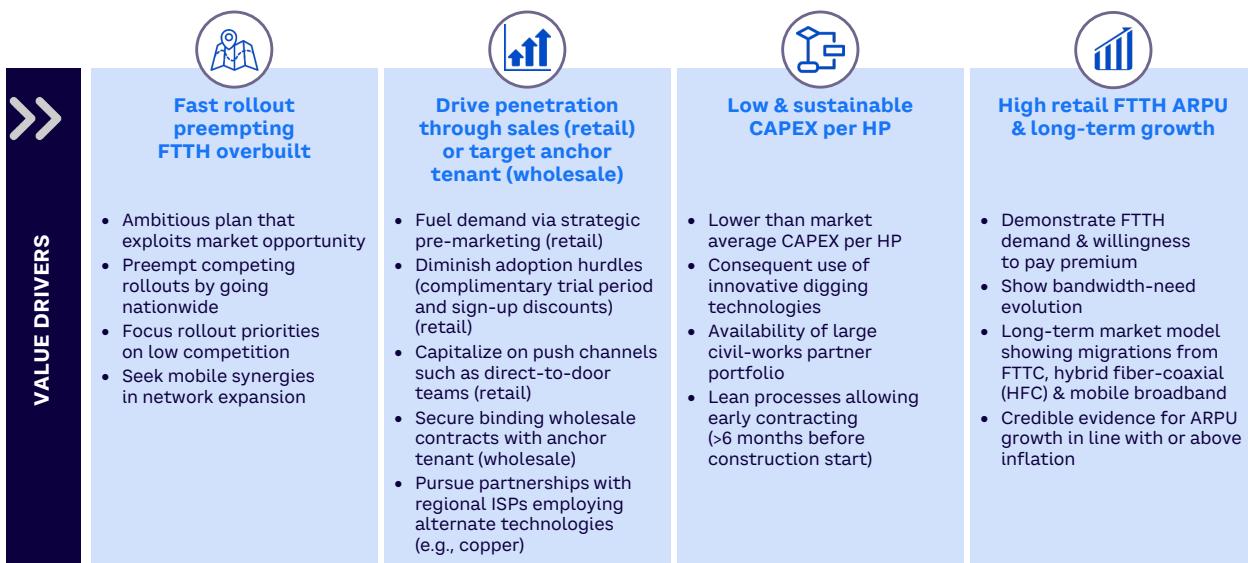 VALUE DRIVERS
Fast rollout
preempting
FTTH overbuilt
• Ambitious plan that
exploits market opportunity
• Preempt competing
rollouts by going
nationwide
• Focus rollout priorities
on low competition
• Seek mobile synergies
in network expansion
Drive penetration
through sales (retail)
or target anchor
tenant (wholesale)
• Fuel demand via strategic
pre-marketing (retail)
• Diminish adoption hurdles
(complimentary trial period
and sign-up discounts)
(retail)
• Capitalize on push channels
such as direct-to-door
teams (retail)
• Secure binding wholesale
contracts with anchor
tenant (wholesale)
• Pursue partnerships with
regional ISPs employing
alternate technologies
(e.g., copper)
Low & sustainable
CAPEX per HP
• Lower than market
average CAPEX per HP
• Consequent use of
innovative digging
technologies
• Availability of large
civil-works partner
portfolio
• Lean processes allowing
early contracting
(>6 months before
construction start)
High retail FTTH ARPU
& long-term growth
• Demonstrate FTTH
demand & willingness
to pay premium
• Show bandwidth-need
evolution
• Long-term market model
showing migrations from
FTTC, hybrid fiber-coaxial
(HFC) & mobile broadband
• Credible evidence for ARPU
growth in line with or above
inflation